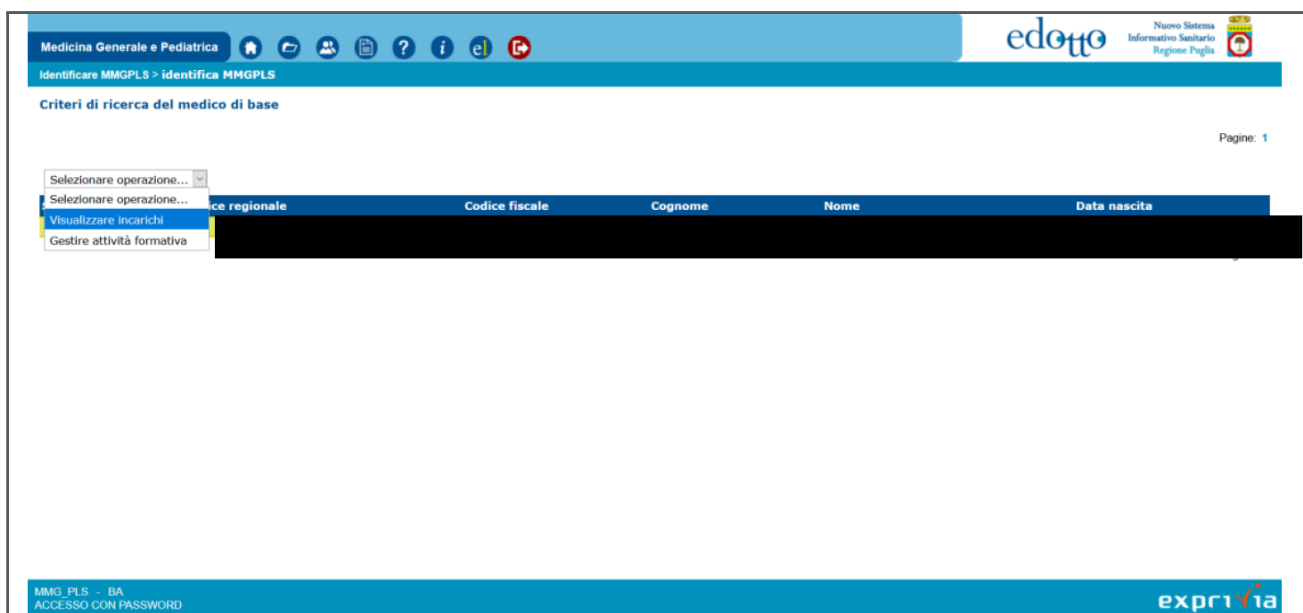 edotto
Nuovo Sistema
Informativo Sanitario
Regione Puglia
Medicina Generale e Pediatrica
? i el
Identificare MMGPLS > identifica MMGPLS
Criteri di ricerca del medico di base
Pagine: 1
Selezionare operazione...
Selezionare operazione...
Visualizzare incarichi
Gestire attività formativa
ice regionale Codice fiscale Cognome Nome Data nascita
MMG_PLS - BA
ACCESSO CON PASSWORD
exprivia